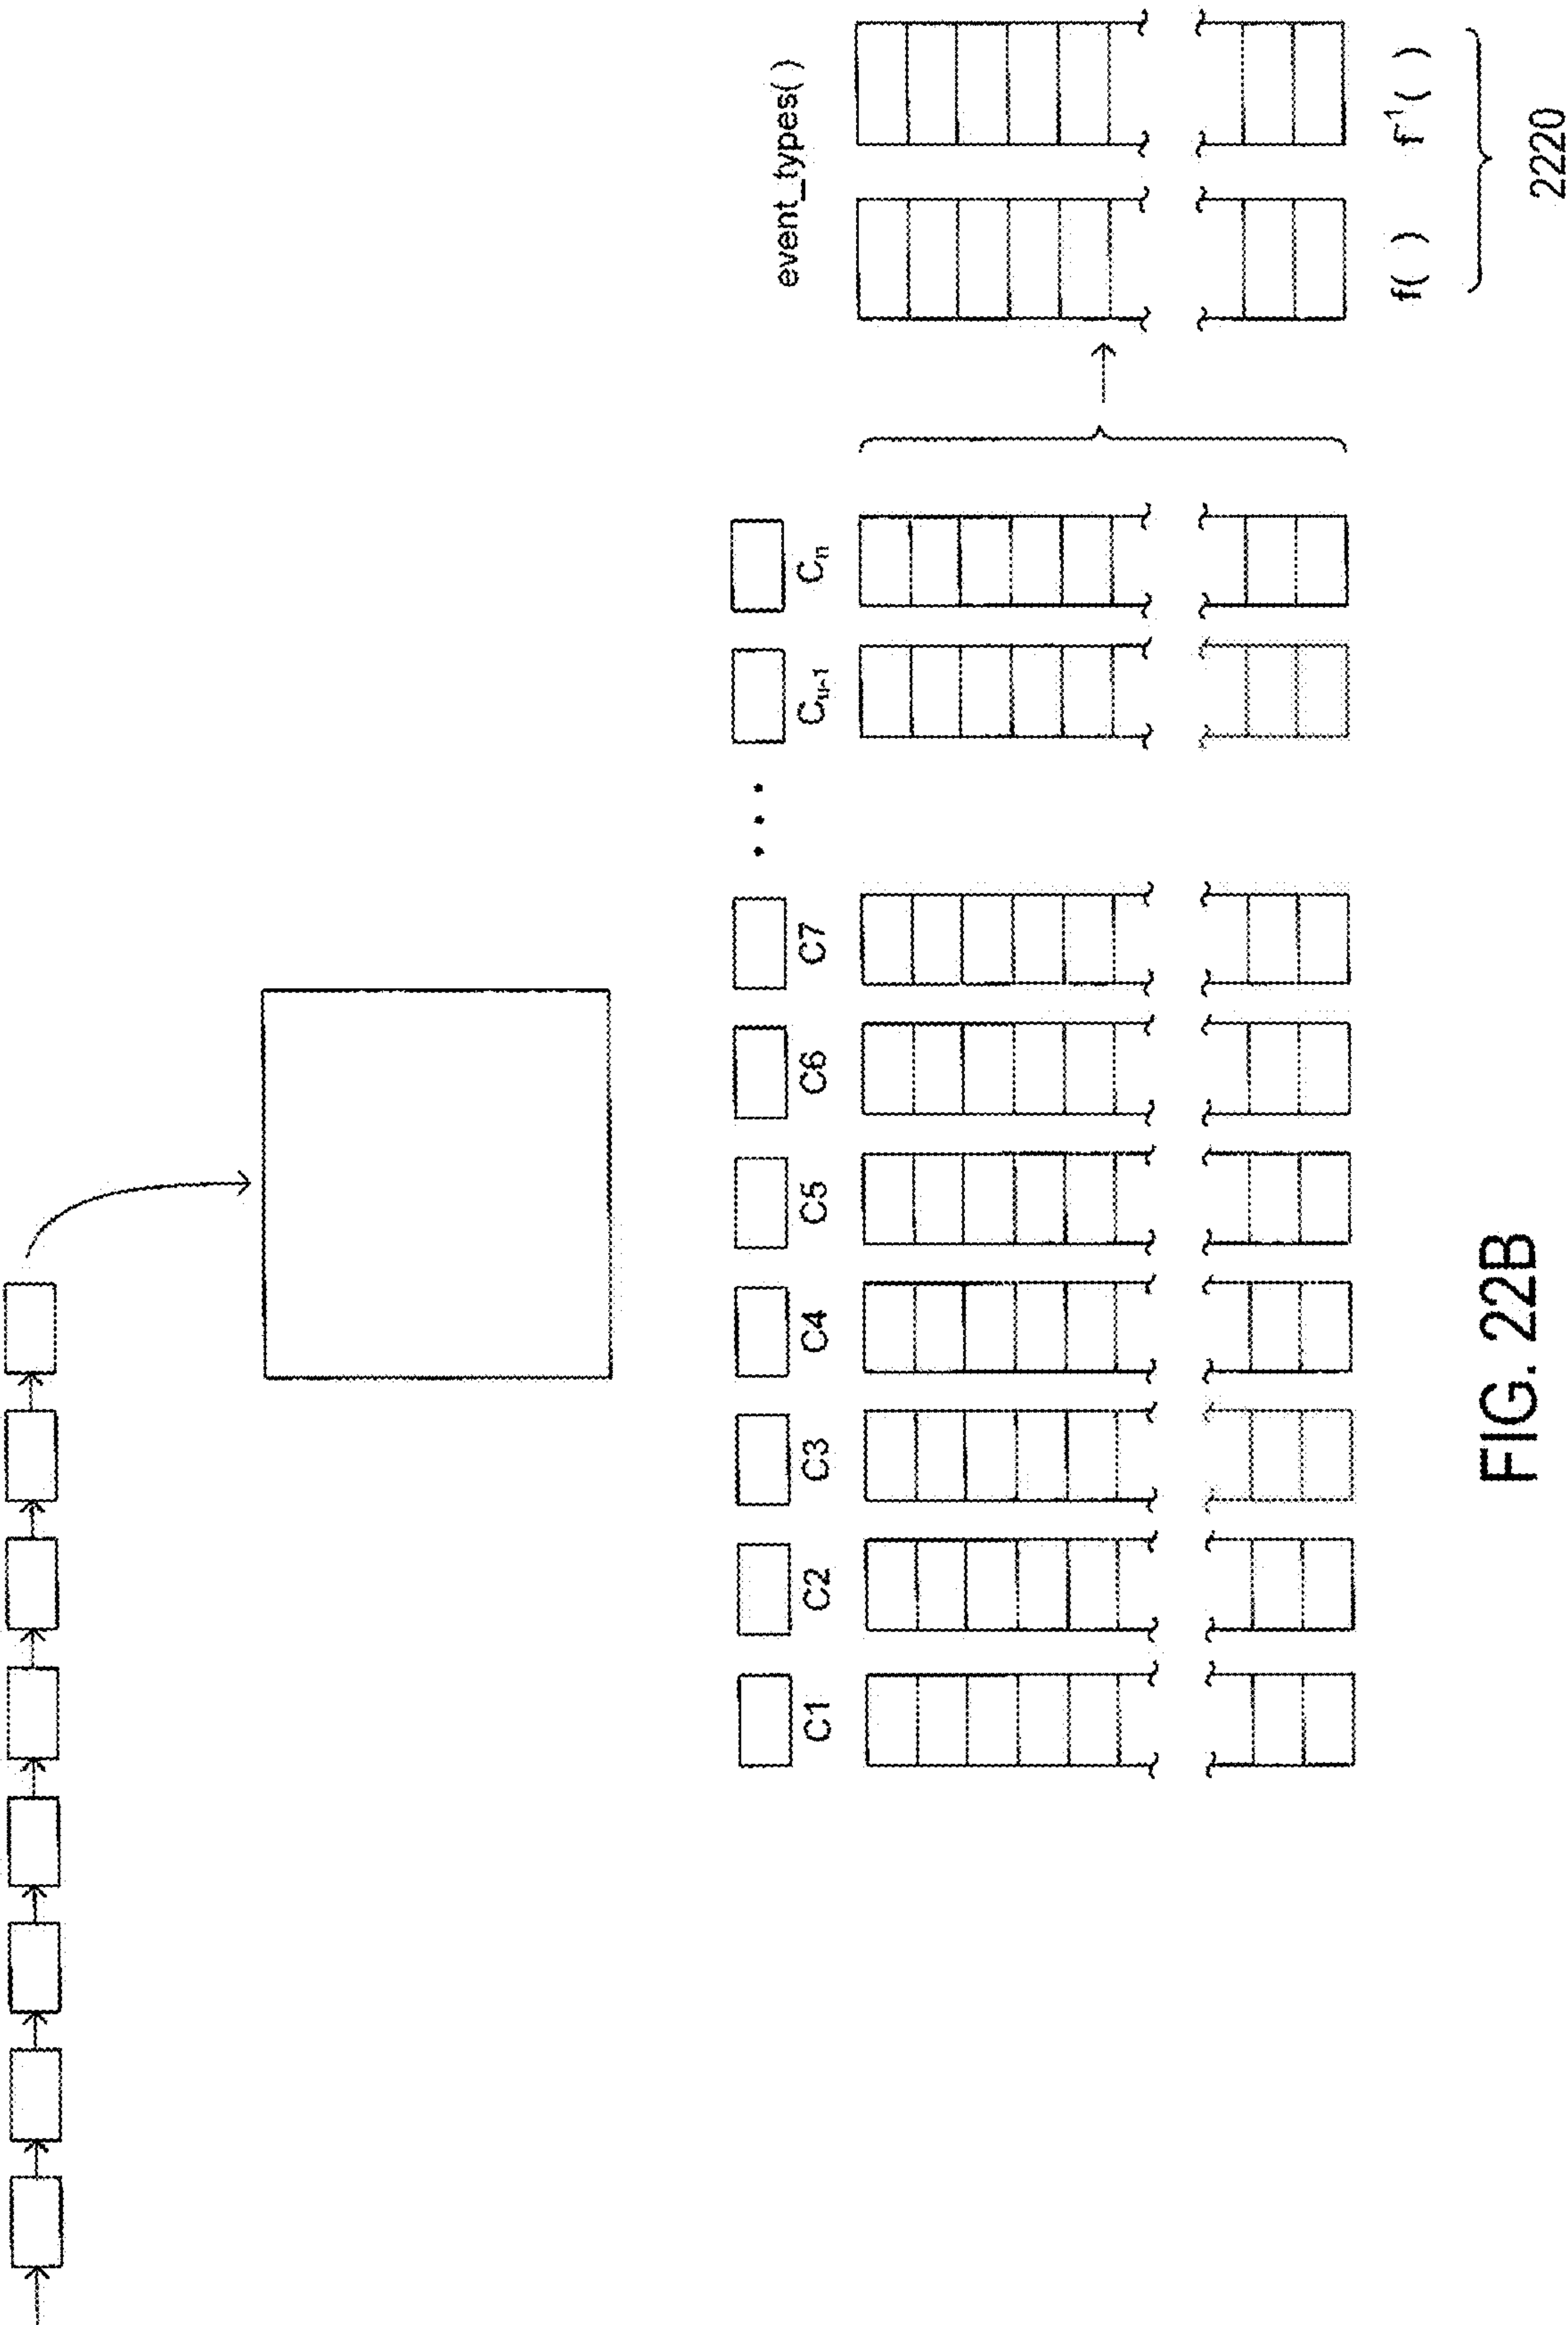 event_types( )
C1 C2 C3 C4 C5 C6 C7 • • • Cn-1 Cn
f( ) f-1( )
2220
FIG. 22B